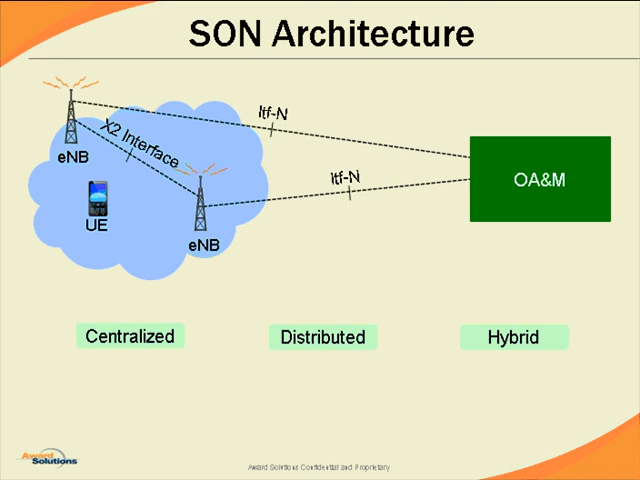 SON Architecture
Itf-N
X2 Interface
eNB
OA&M
Itf-N
UE
eNB
Centralized
Distributed
Hybrid
Award
Solutions
Award Solutions Confidential and Proprietary